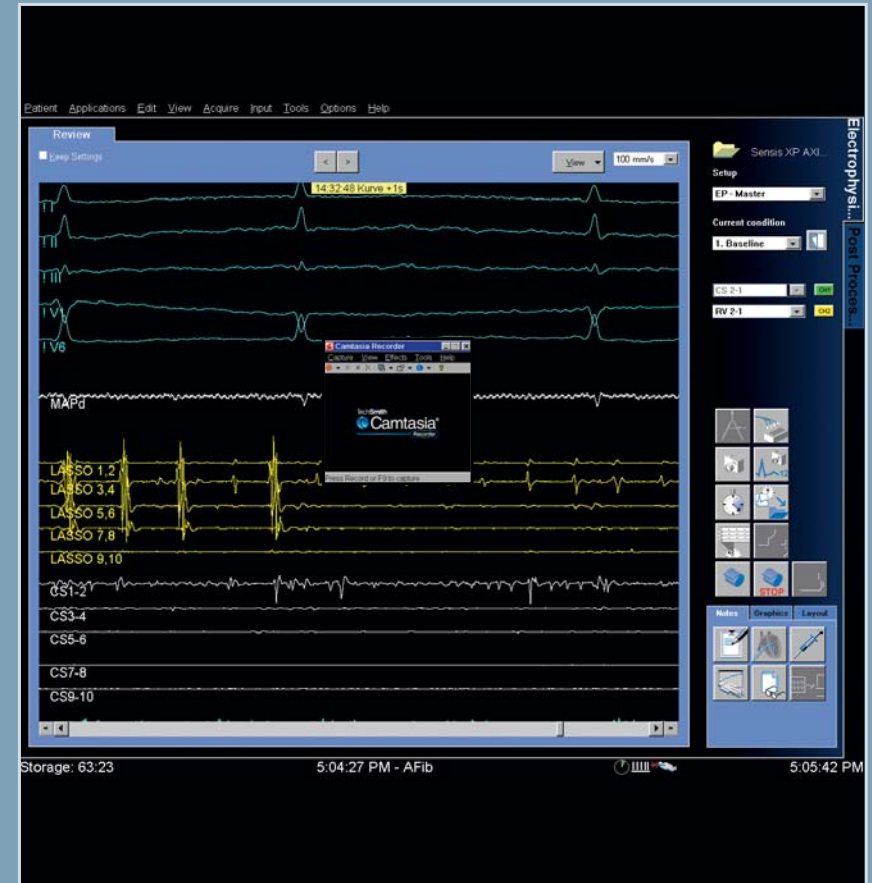 Patient Applications Edit View Acquire Input Tools Options Help
Review
Keep Settings
< >
View
100 mm/s
14:32:48 Kurve +1s
! II
! III
! V1
! V6
MAPd
LASSO 1,2
LASSO 3,4
LASSO 5,6
LASSO 7,8
LASSO 9,10
CS1-2
CS3-4
CS5-6
CS7-8
CS9-10
Camtasia Recorder
Capture View Effects Tools Help
TechSmith
Camtasia
Recorder
Press Record or F9 to capture
Sensis XP AXI...
Setup
EP - Master
Current condition
1. Baseline
CS 2-1 CH1
RV 2-1 CH2
12
STOP
Notes Graphics Layout
Electrophysi...
Post Proces...
Storage: 63:23 5:04:27 PM - AFib 5:05:42 PM